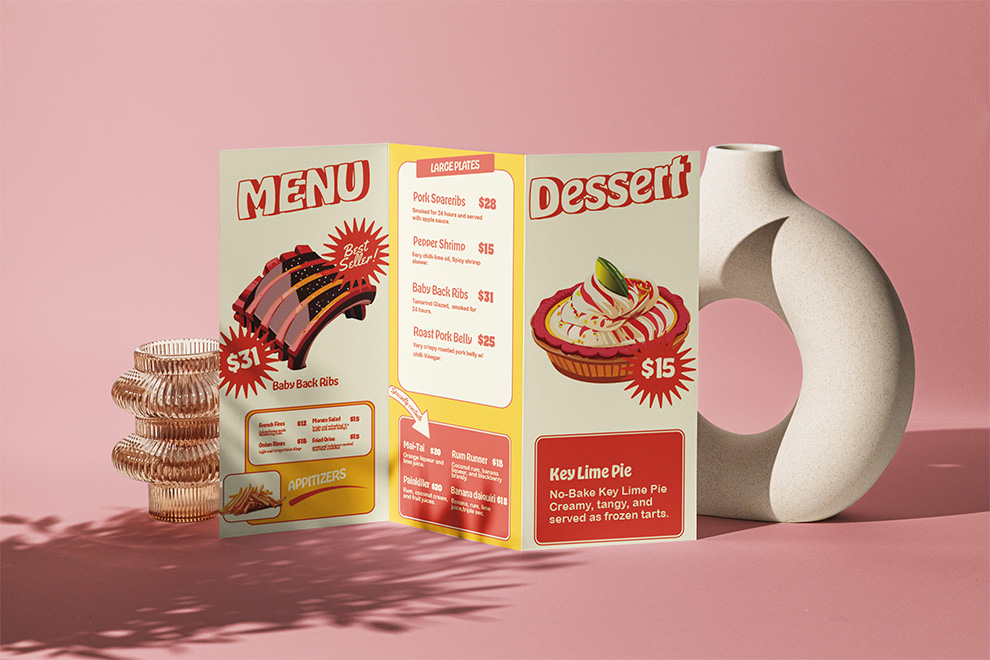 MENU
Best
Seller!
$31
Baby Back Ribs
French Fires $12
Mango Salad $15
Onion Rings $15
Fried Onion $15
APPITIZERS
LARGE PLATES
Pork Spareribs $28
Smoked for 24 hours and served
with apple sauce.
Pepper Shrimp $15
firey chilli-lime oil, Spicy shrimp
skewer.
Baby Back Ribs $31
Tamarind Glazed, smoked for
24 hours.
Roast Pork Belly $25
Very crispy roasted pork belly w/
chilli Vinegar.
Mai-Tai $20
Orange liqueur and
lime juice.
Painkiller $20
Rum, coconut cream,
and fruit juices.
Rum Runner $18
Coconut rum, banana
liqueur, and blackberry
brandy.
Banana daiquiri $18
Banana, rum, lime
juice, triple sec.
Dessert
$15
Key Lime Pie
No-Bake Key Lime Pie
Creamy, tangy, and
served as frozen tarts.